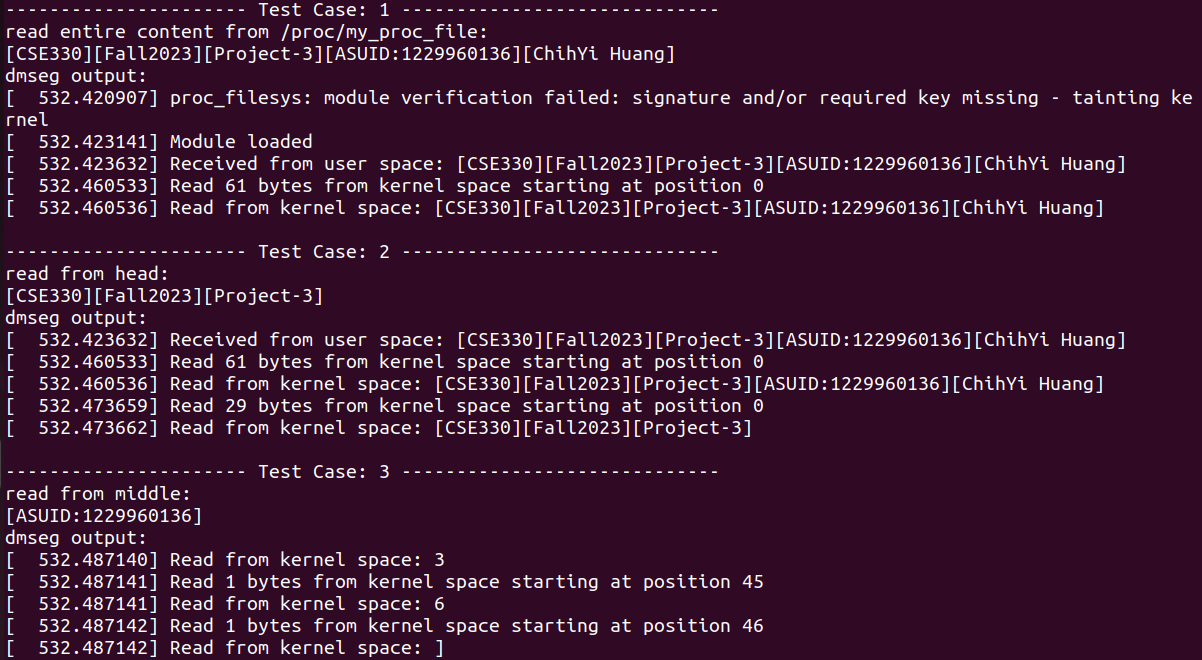 ---------------------- Test Case: 1 -----------------------------
read entire content from /proc/my_proc_file:
[CSE330][Fall2023][Project-3][ASUID:1229960136][ChihYi Huang]
dmseg output:
[  532.420907] proc_filesys: module verification failed: signature and/or required key missing - tainting ke
rnel
[  532.423141] Module loaded
[  532.423632] Received from user space: [CSE330][Fall2023][Project-3][ASUID:1229960136][ChihYi Huang]
[  532.460533] Read 61 bytes from kernel space starting at position 0
[  532.460536] Read from kernel space: [CSE330][Fall2023][Project-3][ASUID:1229960136][ChihYi Huang]
---------------------- Test Case: 2 -----------------------------
read from head:
[CSE330][Fall2023][Project-3]
dmseg output:
[  532.423632] Received from user space: [CSE330][Fall2023][Project-3][ASUID:1229960136][ChihYi Huang]
[  532.460533] Read 61 bytes from kernel space starting at position 0
[  532.460536] Read from kernel space: [CSE330][Fall2023][Project-3][ASUID:1229960136][ChihYi Huang]
[  532.473659] Read 29 bytes from kernel space starting at position 0
[  532.473662] Read from kernel space: [CSE330][Fall2023][Project-3]
---------------------- Test Case: 3 -----------------------------
read from middle:
[ASUID:1229960136]
dmseg output:
[  532.487140] Read from kernel space: 3
[  532.487141] Read 1 bytes from kernel space starting at position 45
[  532.487141] Read from kernel space: 6
[  532.487142] Read 1 bytes from kernel space starting at position 46
[  532.487142] Read from kernel space: ]